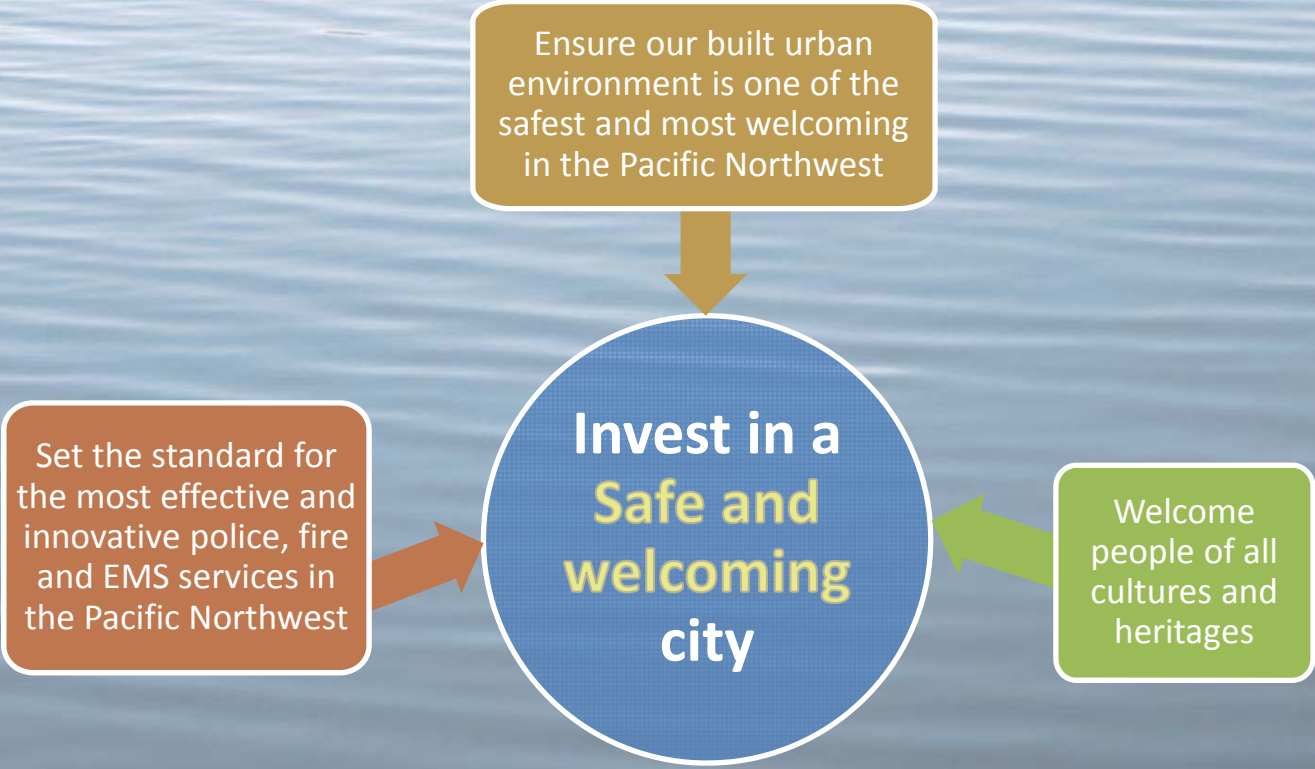 Ensure our built urban
environment is one of the
safest and most welcoming
in the Pacific Northwest
Set the standard for
the most effective and
innovative police, fire
and EMS services in
the Pacific Northwest
Invest in a
Safe and
welcoming
city
Welcome
people of all
cultures and
heritages